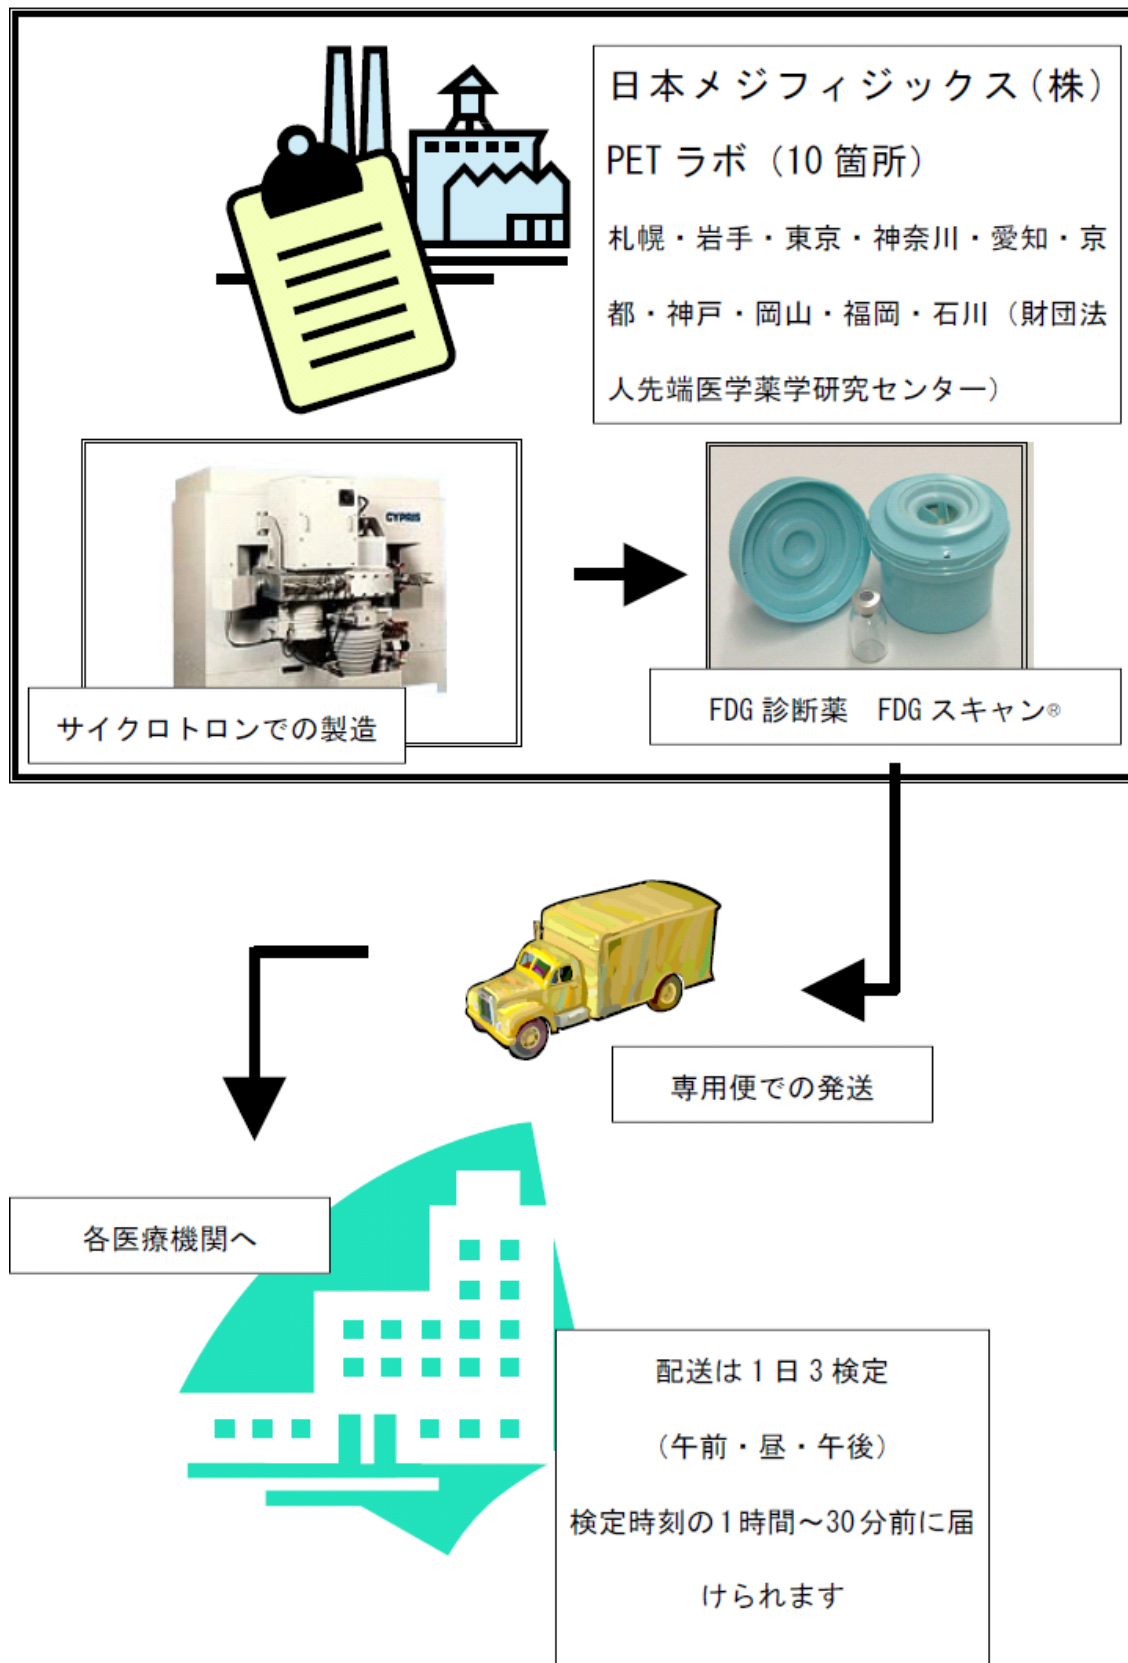 日本メジフィジックス（株）
PET ラボ（10 箇所）
札幌・岩手・東京・神奈川・愛知・京
都・神戸・岡山・福岡・石川（財団法
人先端医学薬学研究センター）
CYPRIS
サイクロトロンでの製造
FDG 診断薬　FDG スキャン®
専用便での発送
各医療機関へ
配送は 1 日 3 検定
（午前・昼・午後）
検定時刻の 1 時間～30 分前に届
けられます